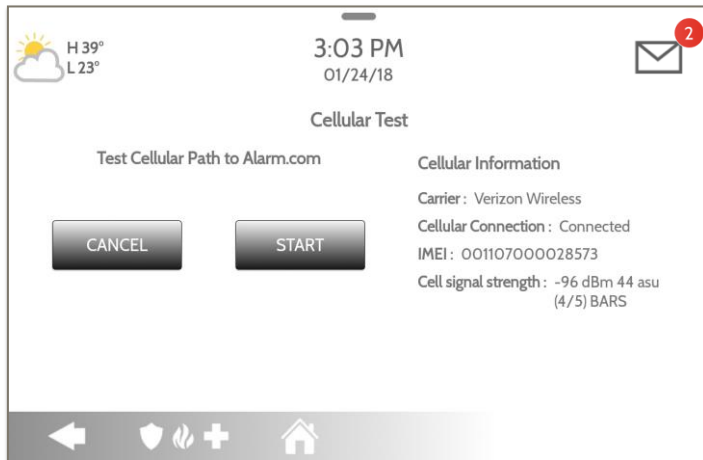 H 39°
L 23°
3:03 PM
01/24/18
2
Cellular Test
Test Cellular Path to Alarm.com
CANCEL
START
Cellular Information
Carrier : Verizon Wireless
Cellular Connection : Connected
IMEI : 001107000028573
Cell signal strength : -96 dBm 44 asu
(4/5) BARS